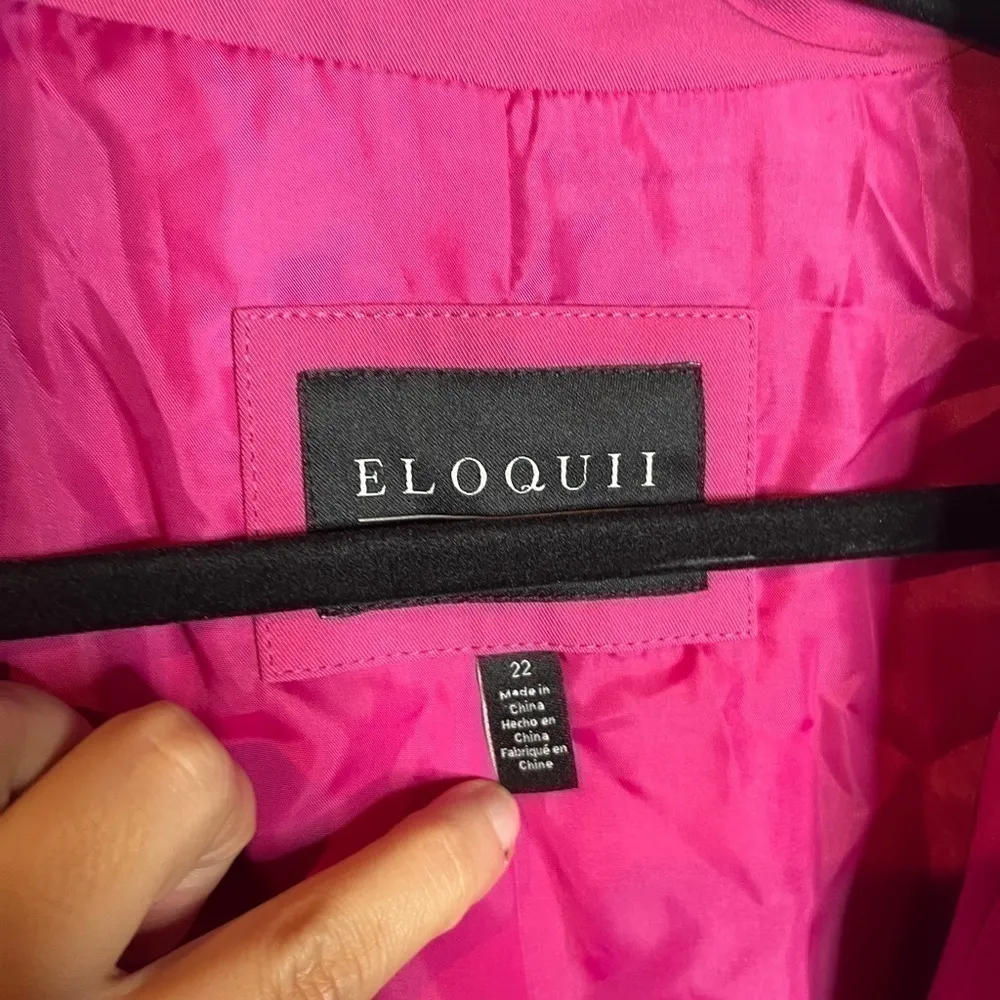 ELOQUII
22
Made in
China
Hecho en
China
Fabriqué en
Chine